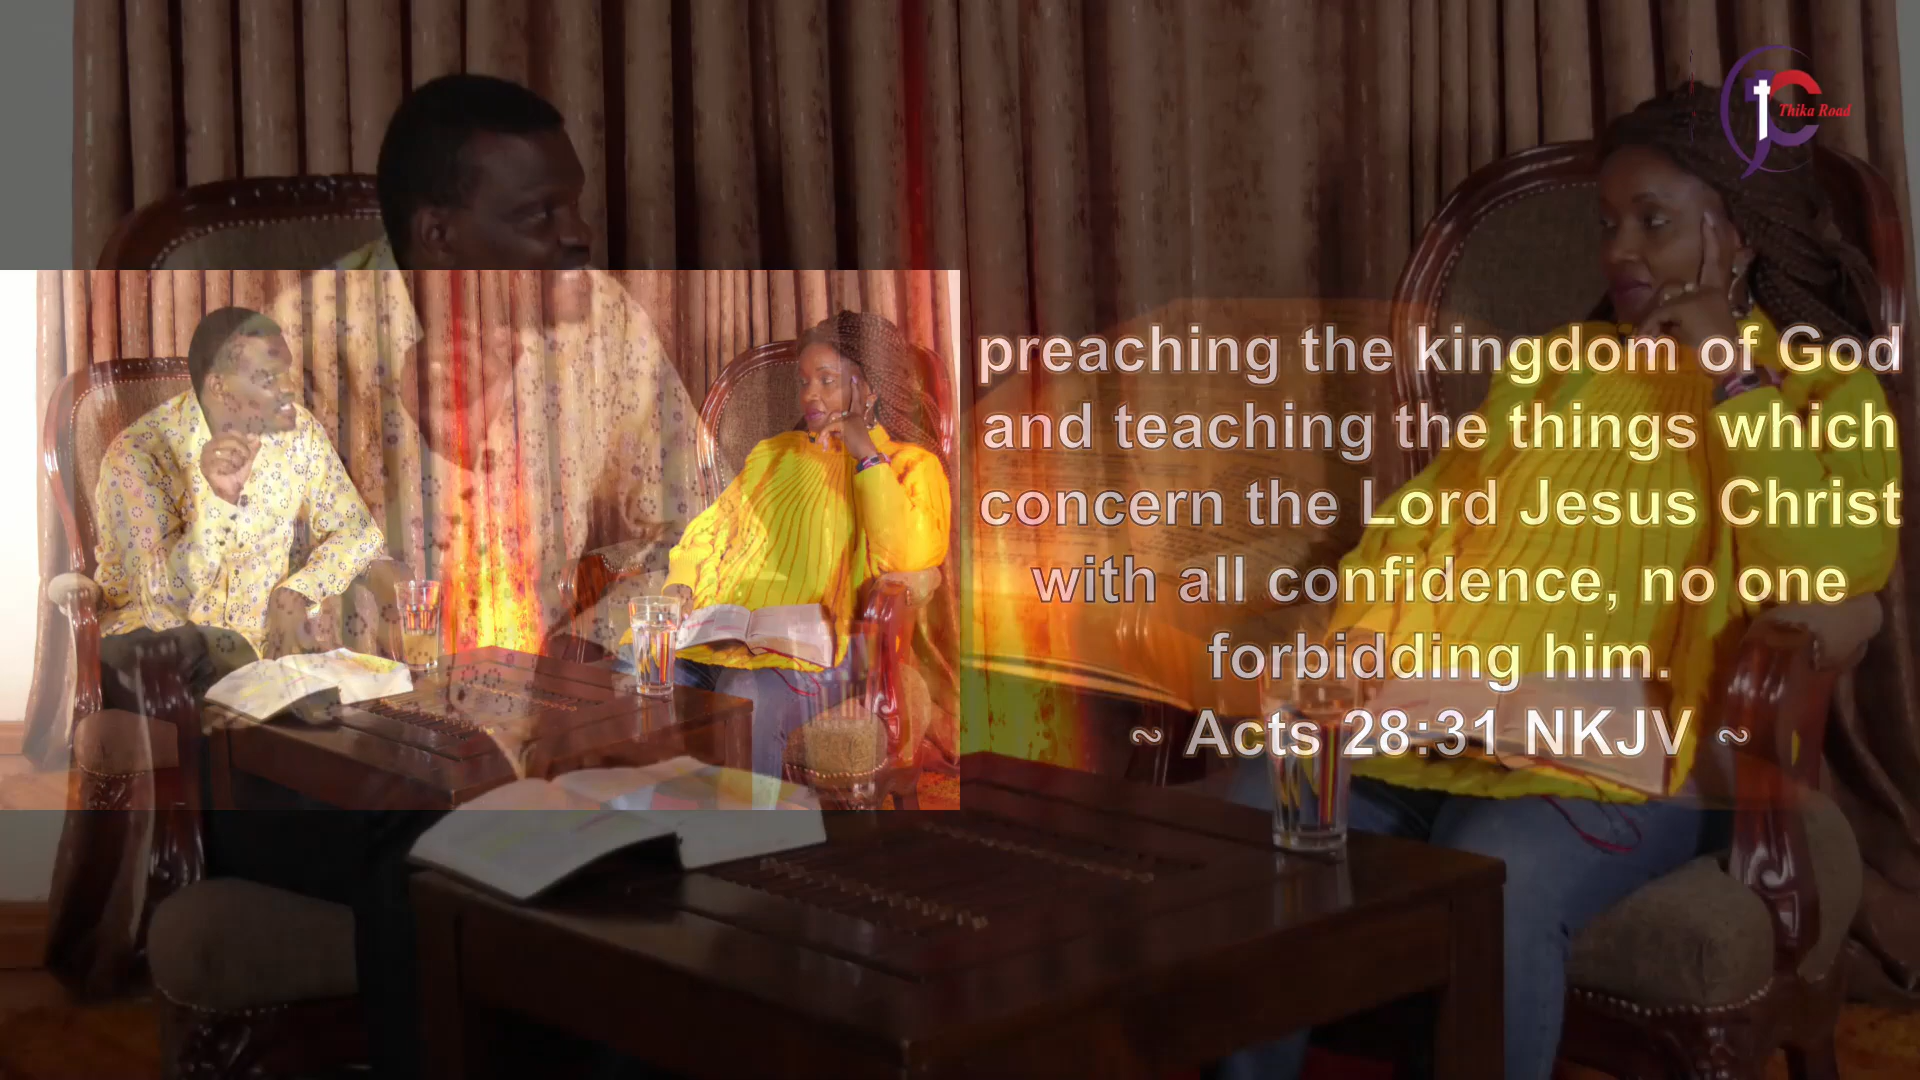 Thika Road
preaching the kingdom of God
and teaching the things which
concern the Lord Jesus Christ
with all confidence, no one
forbidding him.
~ Acts 28:31 NKJV ~